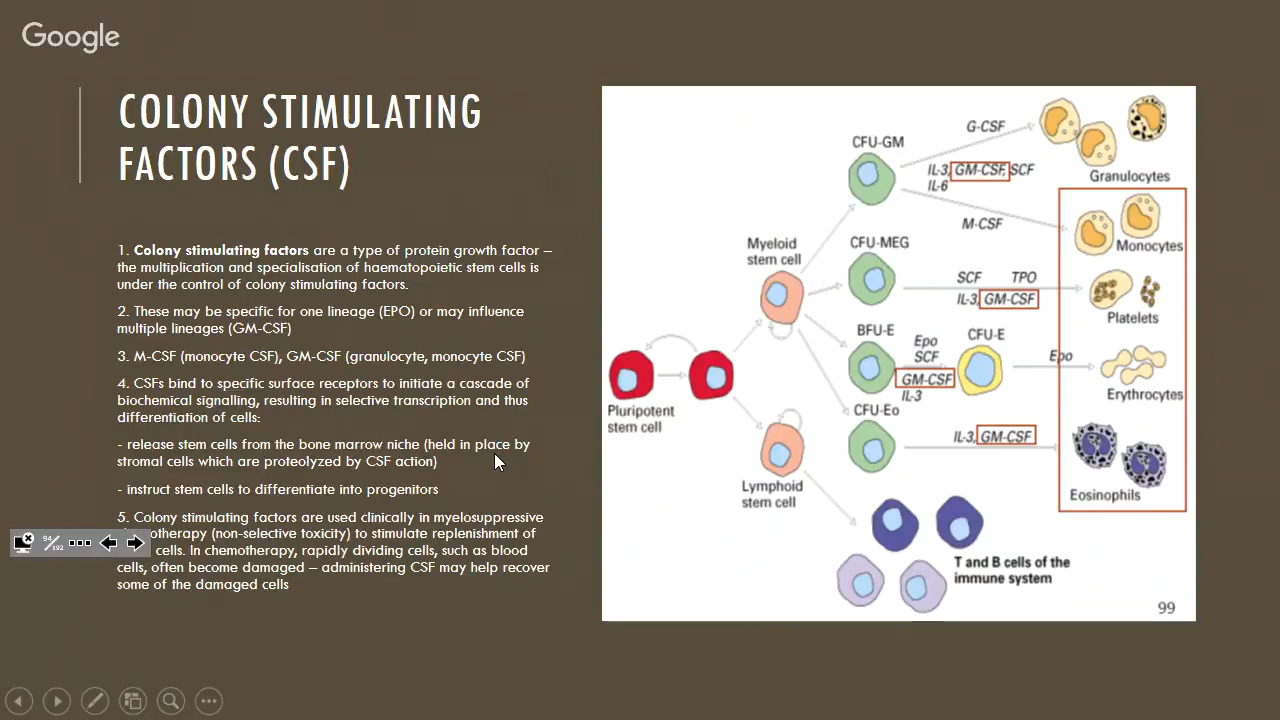 Google
COLONY STIMULATING
FACTORS (CSF)
1. Colony stimulating factors are a type of protein growth factor –
the multiplication and specialisation of haematopoietic stem cells is
under the control of colony stimulating factors.
2. These may be specific for one lineage (EPO) or may influence
multiple lineages (GM-CSF)
3. M-CSF (monocyte CSF), GM-CSF (granulocyte, monocyte CSF)
4. CSFs bind to specific surface receptors to initiate a cascade of
biochemical signalling, resulting in selective transcription and thus
differentiation of cells:
- release stem cells from the bone marrow niche (held in place by
stromal cells which are proteolyzed by CSF action)
- instruct stem cells to differentiate into progenitors
5. Colony stimulating factors are used clinically in myelosuppressive
otherapy (non-selective toxicity) to stimulate replenishment of
cells. In chemotherapy, rapidly dividing cells, such as blood
cells, often become damaged – administering CSF may help recover
some of the damaged cells
94/192
G-CSF
CFU-GM
IL-3, GM-CSF, SCF
IL-6
Granulocytes
M-CSF
Monocytes
Myeloid
stem cell
CFU-MEG
SCF TPO
IL-3, GM-CSF
Platelets
BFU-E
Epo
SCF
GM-CSF
IL-3
CFU-E
Epo
Erythrocytes
Pluripotent
stem cell
CFU-Eo
IL-3, GM-CSF
Eosinophils
Lymphoid
stem cell
T and B cells of the
immune system
99